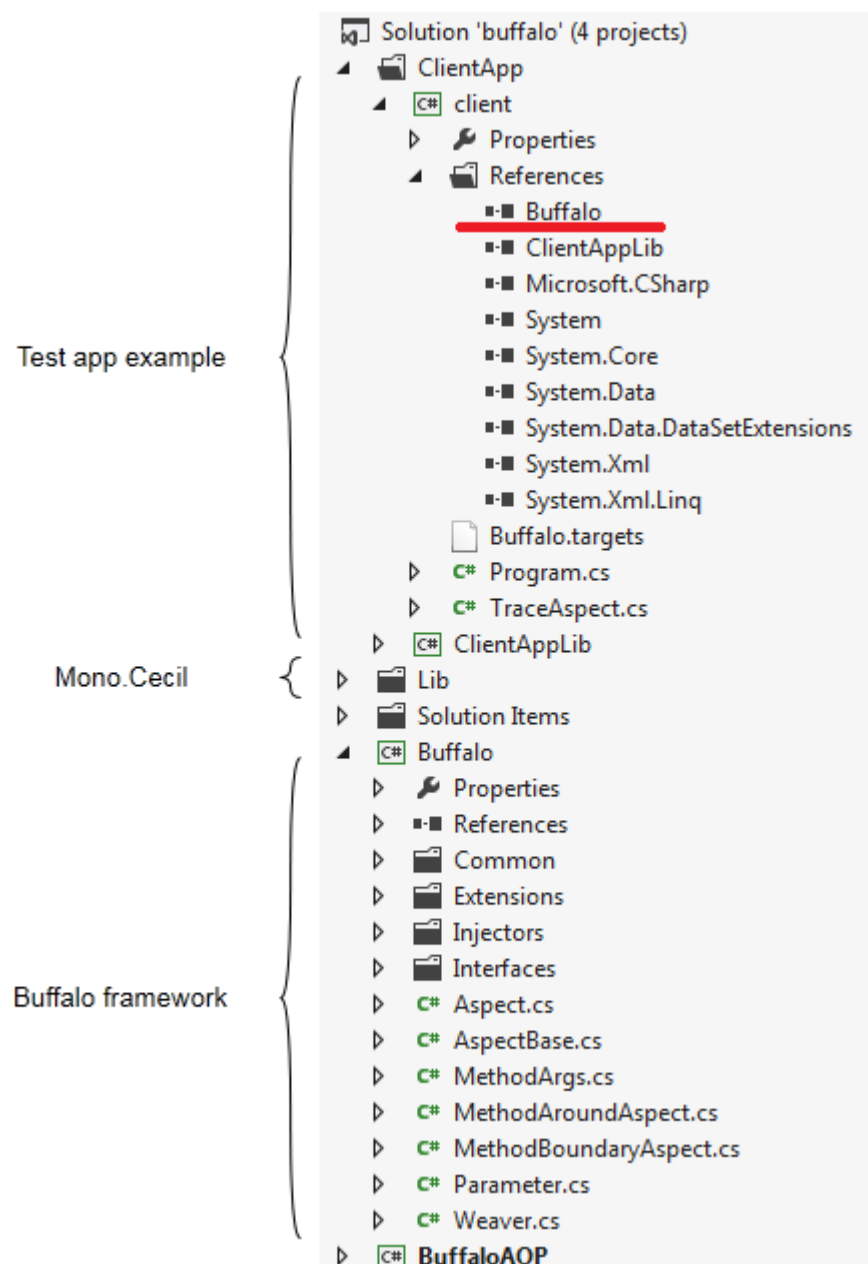 Solution 'buffalo' (4 projects)
ClientApp
C# client
Properties
References
Buffalo
ClientAppLib
Microsoft.CSharp
System
System.Core
Test app example
System.Data
System.Data.DataSetExtensions
System.Xml
System.Xml.Linq
Buffalo.targets
C# Program.cs
C# TraceAspect.cs
C# ClientAppLib
Mono.Cecil
Lib
Solution Items
C# Buffalo
Properties
References
Common
Extensions
Injectors
Interfaces
Buffalo framework
C# Aspect.cs
C# AspectBase.cs
C# MethodArgs.cs
C# MethodAroundAspect.cs
C# MethodBoundaryAspect.cs
C# Parameter.cs
C# Weaver.cs
C# BuffaloAOP